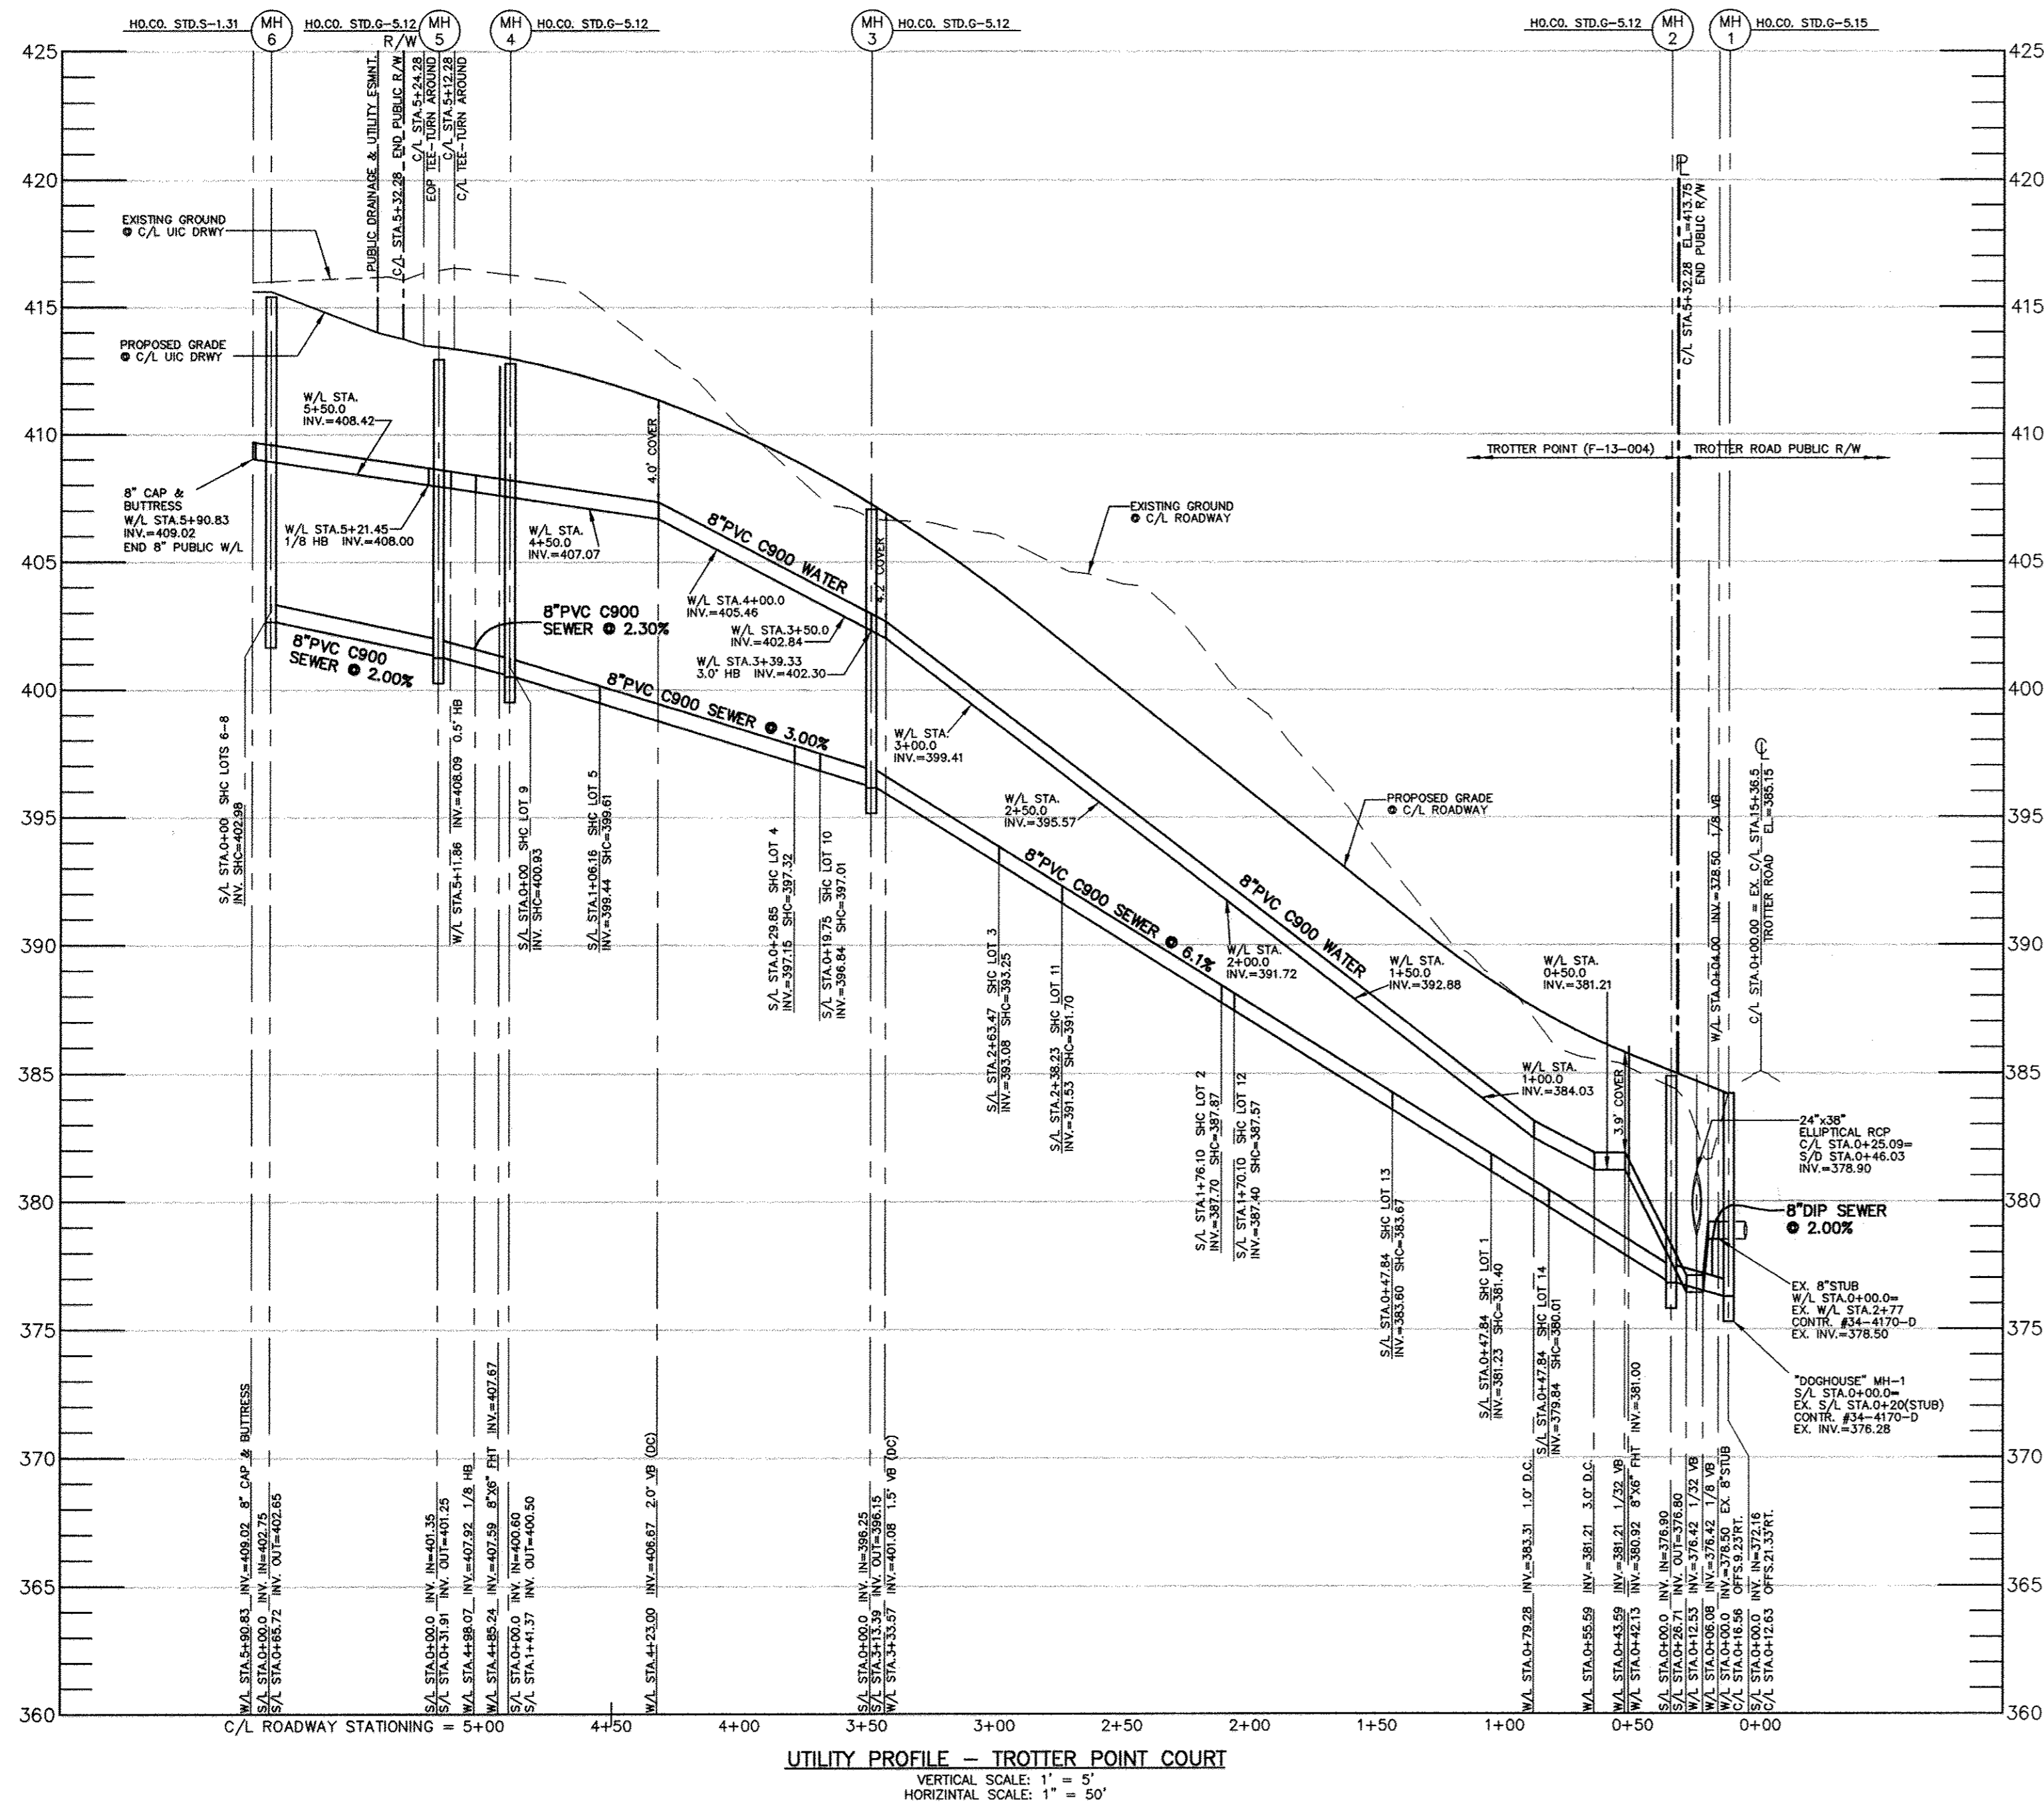 HO.CO. STD.S-1.31
MH
6
HO.CO. STD.G-5.12
MH
5
MH
4
HO.CO. STD.G-5.12
MH
3
HO.CO. STD.G-5.12
HO.CO. STD.G-5.12
MH
2
MH
1
HO.CO. STD.G-5.15
R/W
425
420
415
410
405
400
395
390
385
380
375
370
365
360
425
420
415
410
405
400
395
390
385
380
375
370
365
360
PUBLIC DRAINAGE & UTILITY ESMNT.
C/L STA.5+32.28 END PUBLIC R/W
C/L STA.5+24.28
EOP TEE-TURN AROUND
C/L STA.5+12.28
C/L TEE-TURN AROUND
EXISTING GROUND
@ C/L UIC DRWY
PROPOSED GRADE
@ C/L UIC DRWY
W/L STA.
5+50.0
INV.=408.42
8" CAP &
BUTTRESS
W/L STA.5+90.83
INV.=409.02
END 8" PUBLIC W/L
W/L STA.5+21.45
1/8 HB INV.=408.00
W/L STA.
4+50.0
INV.=407.07
4.0' COVER
8"PVC C900 WATER
W/L STA.4+00.0
INV.=405.46
W/L STA.3+50.0
INV.=402.84
W/L STA.3+39.33
3.0° HB INV.=402.30
4.2' COVER
8"PVC C900
SEWER @ 2.30%
8"PVC C900
SEWER @ 2.00%
8"PVC C900 SEWER @ 3.00%
W/L STA.
3+00.0
INV.=399.41
EXISTING GROUND
@ C/L ROADWAY
TROTTER POINT (F-13-004)
TROTTER ROAD PUBLIC R/W
P
L
C/L STA.5+32.28 EL.=413.75
END PUBLIC R/W
W/L STA.
2+50.0
INV.=395.57
PROPOSED GRADE
@ C/L ROADWAY
8"PVC C900 SEWER @ 6.1%
8"PVC C900 WATER
W/L STA.
2+00.0
INV.=391.72
W/L STA.
1+50.0
INV.=392.88
W/L STA.
0+50.0
INV.=381.21
W/L STA.
1+00.0
INV.=384.03
3.9' COVER
W/L STA.0+04.00 INV.=378.50 1/8 VB
C
L
C/L STA.0+00.00 = EX. C/L STA.15+36.5
TROTTER ROAD EL.=385.15
24"x38"
ELLIPTICAL RCP
C/L STA.0+25.09=
S/D STA.0+46.03
INV.=378.90
8"DIP SEWER
@ 2.00%
EX. 8"STUB
W/L STA.0+00.0=
EX. W/L STA.2+77
CONTR. #34-4170-D
EX. INV.=378.50
"DOGHOUSE" MH-1
S/L STA.0+00.0=
EX. S/L STA.0+20(STUB)
CONTR. #34-4170-D
EX. INV.=376.28
S/L STA.0+00 SHC LOTS 6-8
INV. SHC=402.98
W/L STA.5+11.86 INV.=408.09 0.5° HB
S/L STA.0+00 SHC LOT 9
INV. SHC=400.93
S/L STA.1+06.16 SHC LOT 5
INV.=399.44 SHC=399.61
S/L STA.0+29.85 SHC LOT 4
INV.=397.15 SHC=397.32
S/L STA.0+19.75 SHC LOT 10
INV.=396.84 SHC=397.01
S/L STA.2+63.47 SHC LOT 3
INV.=393.08 SHC=393.25
S/L STA.2+38.23 SHC LOT 11
INV.=391.53 SHC=391.70
S/L STA.1+76.10 SHC LOT 2
INV.=387.70 SHC=387.87
S/L STA.1+70.10 SHC LOT 12
INV.=387.40 SHC=387.57
S/L STA.0+47.84 SHC LOT 13
INV.=383.60 SHC=383.67
S/L STA.0+47.84 SHC LOT 1
INV.=381.23 SHC=381.40
S/L STA.0+47.84 SHC LOT 14
INV.=379.84 SHC=380.01
W/L STA.5+90.83 INV.=409.02 8" CAP & BUTTRESS
S/L STA.0+00.0 INV. IN=402.75
S/L STA.0+65.72 INV. OUT=402.65
S/L STA.0+00.0 INV. IN=401.35
S/L STA.0+31.91 INV. OUT=401.25
W/L STA.4+98.07 INV.=407.92 1/8 HB
W/L STA.4+85.24 INV.=407.59 8"X6" FHT INV.=407.67
S/L STA.0+00.0 INV. IN=400.60
S/L STA.1+41.37 INV. OUT=400.50
W/L STA.4+23.00 INV.=406.67 2.0° VB (DC)
S/L STA.0+00.0 INV. IN=396.25
S/L STA.3+13.39 INV. OUT=396.15
W/L STA.3+33.57 INV.=401.08 1.5° VB (DC)
W/L STA.0+79.28 INV.=383.31 1.0° D.C.
W/L STA.0+55.59 INV.=381.21 3.0° D.C.
W/L STA.0+43.59 INV.=381.21 1/32 VB
W/L STA.0+42.13 INV.=380.92 8"X6" FHT INV.=381.00
S/L STA.0+00.0 INV. IN=376.90
S/L STA.0+26.71 INV. OUT=376.80
W/L STA.0+12.53 INV.=376.42 1/32 VB
W/L STA.0+06.08 INV.=376.42 1/8 VB
W/L STA.0+00.0 INV.=378.50 EX. 8"STUB
C/L STA.0+16.56 OFFS.9.23'RT.
S/L STA.0+00.0 INV. IN=372.16
C/L STA.0+12.63 OFFS.21.33'RT.
C/L ROADWAY STATIONING = 5+00
4+50
4+00
3+50
3+00
2+50
2+00
1+50
1+00
0+50
0+00
UTILITY PROFILE - TROTTER POINT COURT
VERTICAL SCALE: 1' = 5'
HORIZINTAL SCALE: 1" = 50'